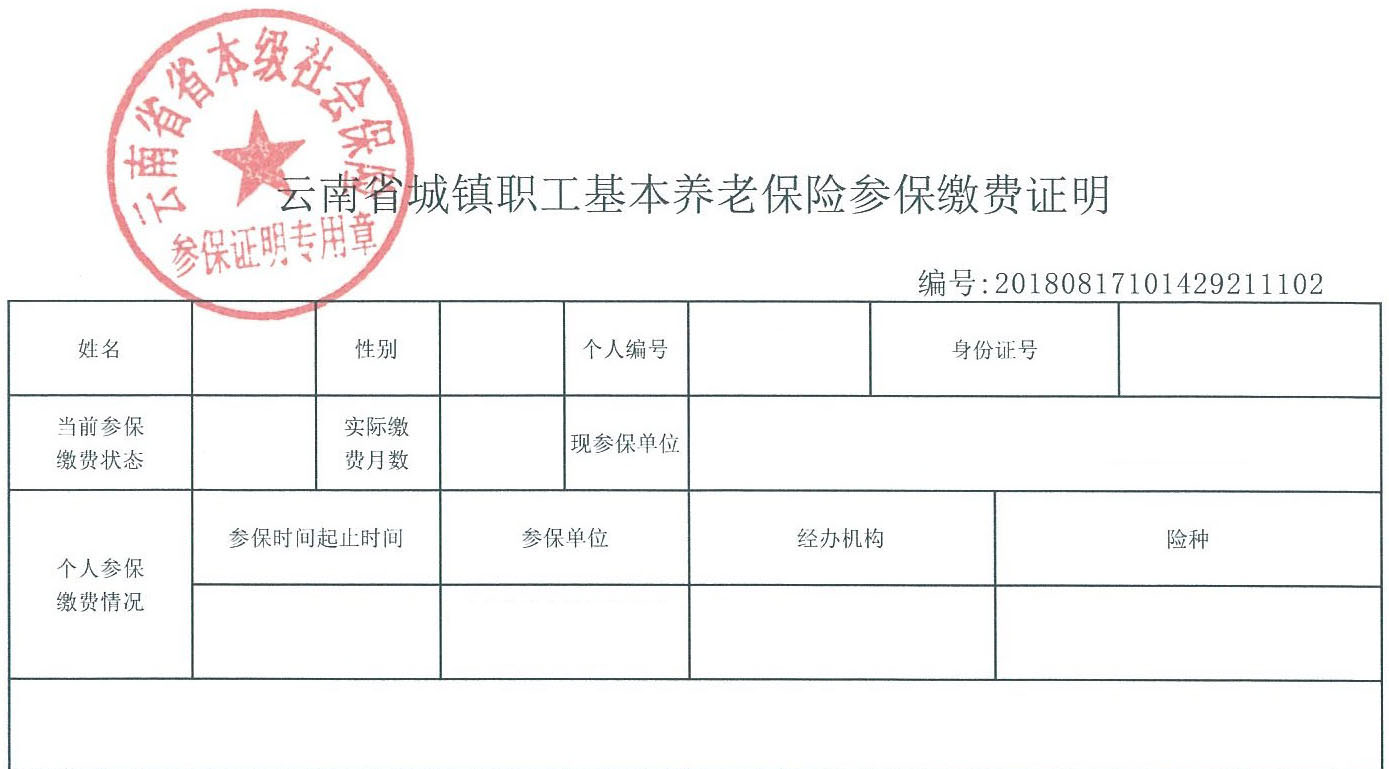 云南省省本级社会保险
参保证明专用章
云南省城镇职工基本养老保险参保缴费证明
编号:20180817101429211102
姓名
性别
个人编号
身份证号
当前参保
缴费状态
实际缴
费月数
现参保单位
个人参保
缴费情况
参保时间起止时间
参保单位
经办机构
险种